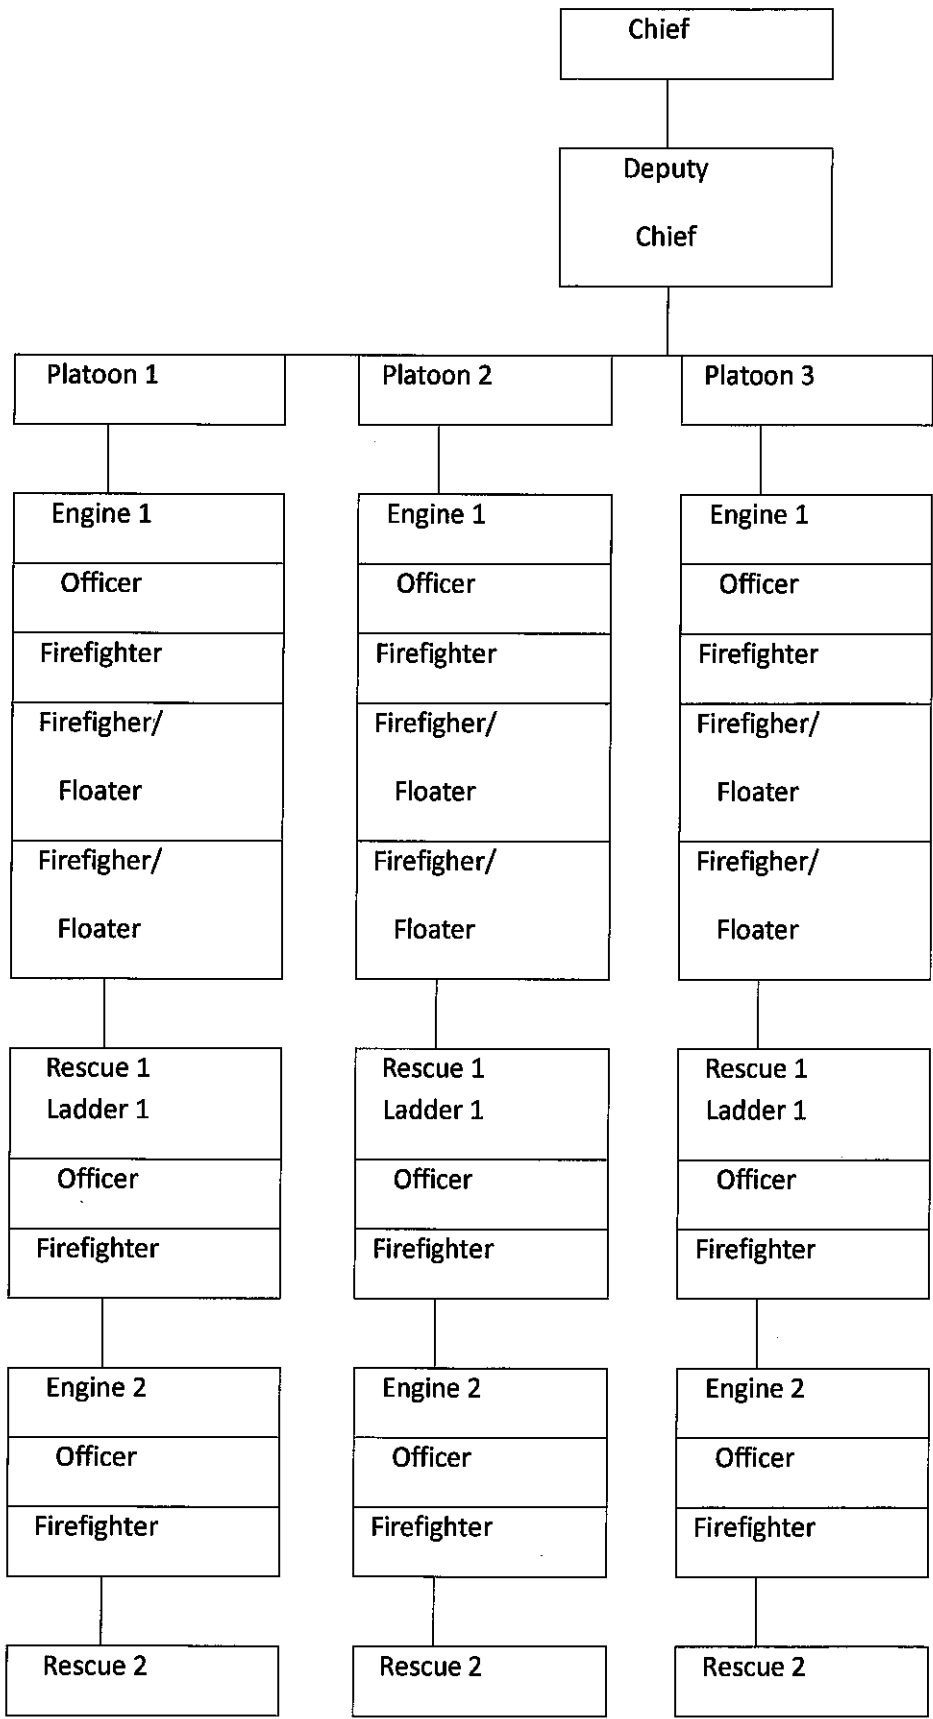 Chief
Deputy
Chief
Platoon 1
Platoon 2
Platoon 3
Engine 1
Engine 1
Engine 1
Officer
Officer
Officer
Firefighter
Firefighter
Firefighter
Firefigher/
Firefigher/
Firefigher/
Floater
Floater
Floater
Firefigher/
Firefigher/
Firefigher/
Floater
Floater
Floater
Rescue 1
Rescue 1
Rescue 1
Ladder 1
Ladder 1
Ladder 1
Officer
Officer
Officer
Firefighter
Firefighter
Firefighter
Engine 2
Engine 2
Engine 2
Officer
Officer
Officer
Firefighter
Firefighter
Firefighter
Rescue 2
Rescue 2
Rescue 2